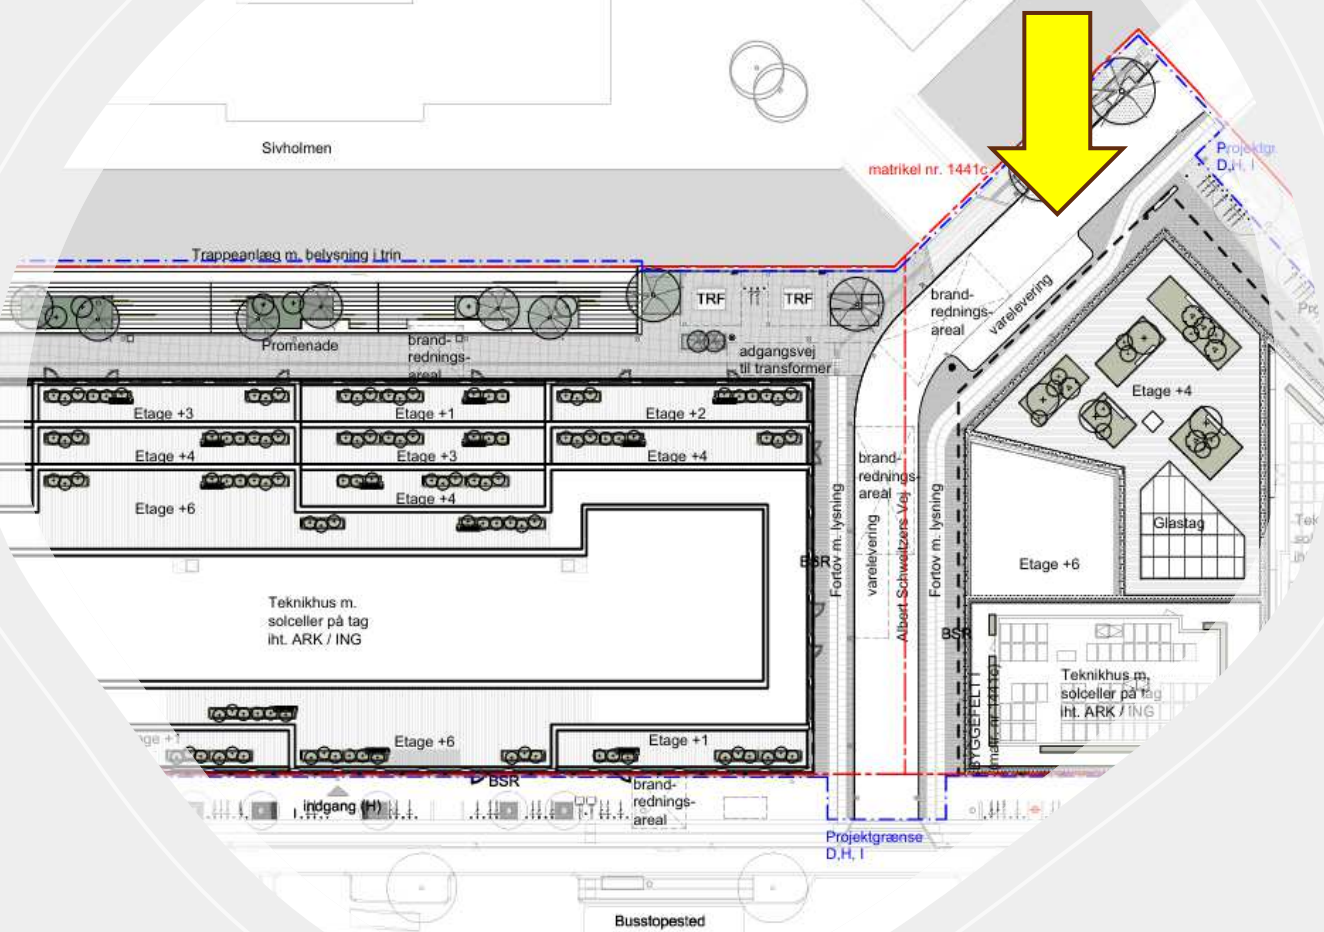 Sivholmen
matrikel nr. 1441c
Projektgr.
D,H, I
Trappeanlæg m. belysning i trin
TRF
TRF
Promenade
brand-
rednings-
areal
adgangsvej
til transformer
brand-
rednings-
areal
varelevering
Etage +3
Etage +1
Etage +2
Etage +4
Etage +3
Etage +4
Etage +4
Etage +6
Etage +4
brand-
rednings-
areal
Fortov m. lysning
varelevering
Albert Schweitzers Vej
Fortov m. lysning
Glastag
Etage +6
BSR
BSR
Teknikhus m.
solceller på tag
iht. ARK / ING
Teknikhus m.
solceller på tag
iht. ARK / ING
BYGGEFELT I
(matr.nr.1441c)
Etage +6
Etage +1
BSR
indgang (H)
brand-
rednings-
areal
Projektgrænse
D,H, I
Busstopested